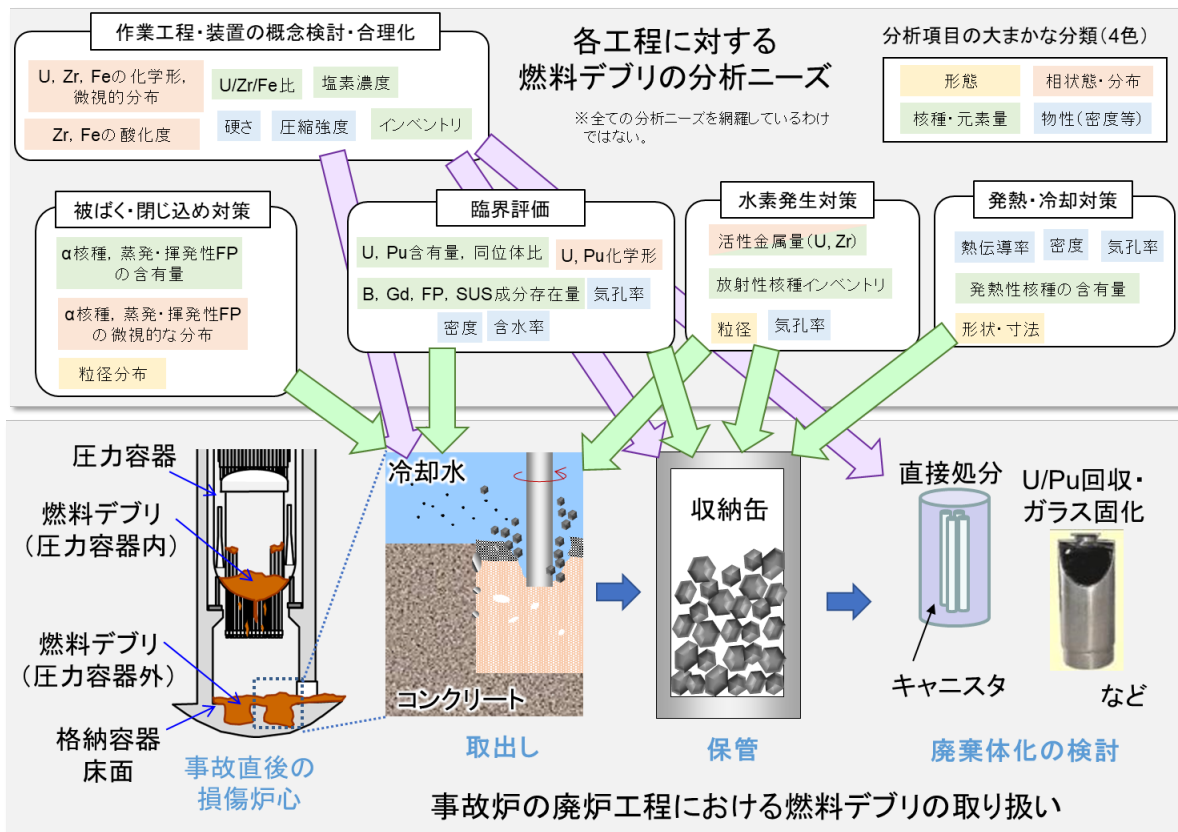 作業工程・装置の概念検討・合理化
U, Zr, Feの化学形,
微視的分布
U/Zr/Fe比
塩素濃度
Zr, Feの酸化度
硬さ
圧縮強度
インベントリ
各工程に対する
燃料デブリの分析ニーズ
※全ての分析ニーズを網羅しているわけ
ではない。
分析項目の大まかな分類(4色)
形態
相状態・分布
核種・元素量
物性(密度等)
被ばく・閉じ込め対策
α核種, 蒸発・揮発性FP
の含有量
α核種, 蒸発・揮発性FP
の微視的な分布
粒径分布
臨界評価
U, Pu含有量, 同位体比
U, Pu化学形
B, Gd, FP, SUS成分存在量
気孔率
密度
含水率
水素発生対策
活性金属量(U, Zr)
放射性核種インベントリ
粒径
気孔率
発熱・冷却対策
熱伝導率
密度
気孔率
発熱性核種の含有量
形状・寸法
圧力容器
燃料デブリ
(圧力容器内)
燃料デブリ
(圧力容器外)
格納容器
床面
事故直後の
損傷炉心
冷却水
コンクリート
取出し
収納缶
保管
直接処分
キャニスタ
U/Pu回収・
ガラス固化
など
廃棄体化の検討
事故炉の廃炉工程における燃料デブリの取り扱い